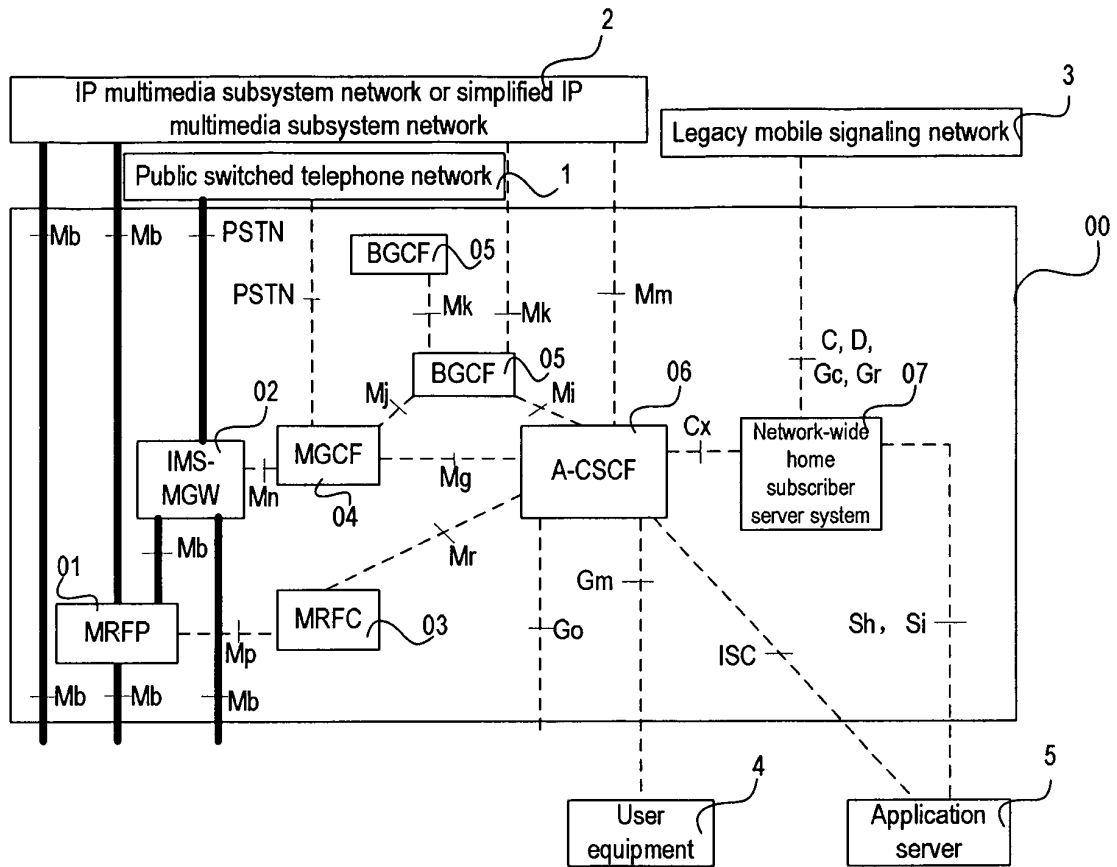 2
IP multimedia subsystem network or simplified IP
multimedia subsystem network
3
Legacy mobile signaling network
Public switched telephone network
1
00
Mb
Mb
PSTN
BGCF
05
PSTN
Mk
Mk
Mm
C, D,
Gc, Gr
BGCF
05
06
07
Mj
Mi
02
Cx
IMS-
MGW
Mn
MGCF
04
Mg
A-CSCF
Network-wide
home
subscriber
server system
Mb
Mr
01
Gm
MRFP
Mp
MRFC
03
Go
ISC
Sh, Si
Mb
Mb
Mb
4
5
User
equipment
Application
server